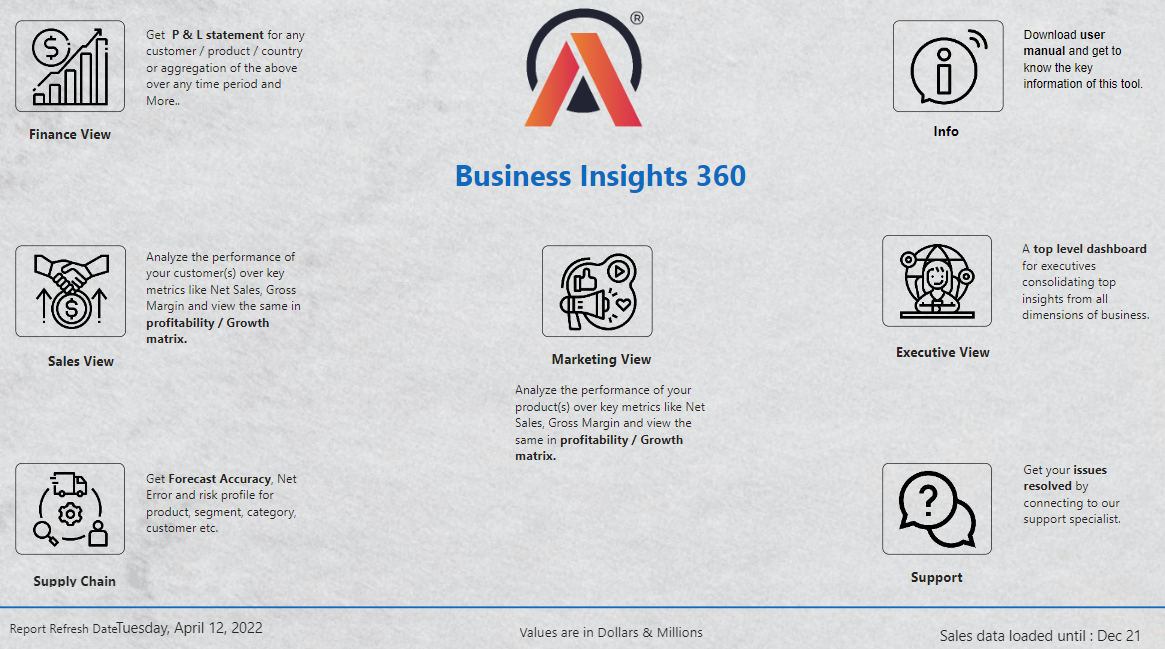 Get  P & L statement for any
customer / product / country
or aggregation of the above
over any time period and
More..
Finance View
®
Business Insights 360
Download user
manual and get to
know the key
information of this tool.
Info
Analyze the performance of
your customer(s) over key
metrics like Net Sales, Gross
Margin and view the same in
profitability / Growth
matrix.
Sales View
Marketing View
Analyze the performance of your
product(s) over key metrics like Net
Sales, Gross Margin and view the
same in profitability / Growth
matrix.
A top level dashboard
for executives
consolidating top
insights from all
dimensions of business.
Executive View
Get Forecast Accuracy, Net
Error and risk profile for
product, segment, category,
customer etc.
Supply Chain
Get your issues
resolved by
connecting to our
support specialist.
Support
Report Refresh Date Tuesday, April 12, 2022
Values are in Dollars & Millions
Sales data loaded until : Dec 21